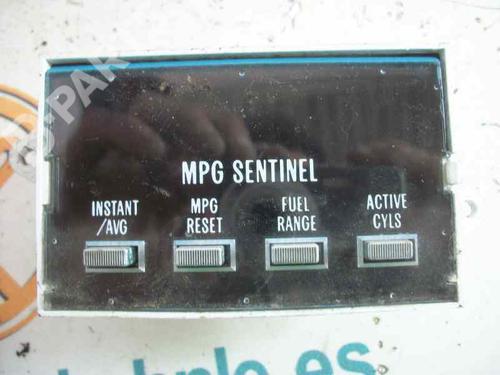 MPG SENTINEL
INSTANT
/AVG
MPG
RESET
FUEL
RANGE
ACTIVE
CYLS